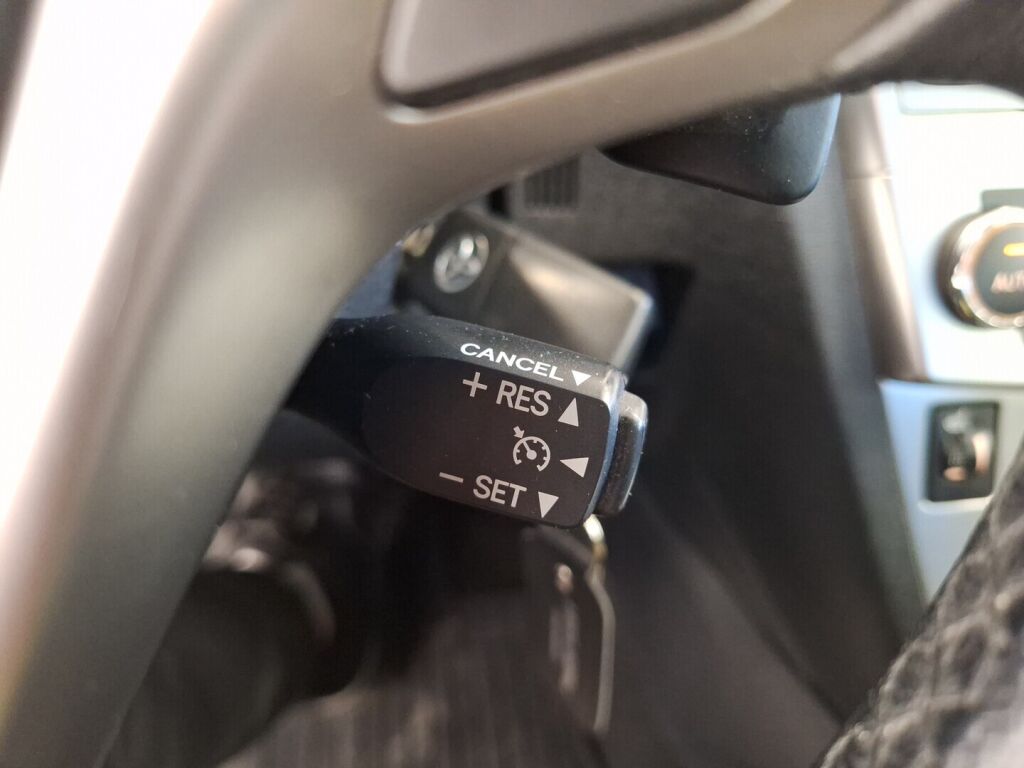 CANCEL ▼
+ RES ▲
- SET ▼